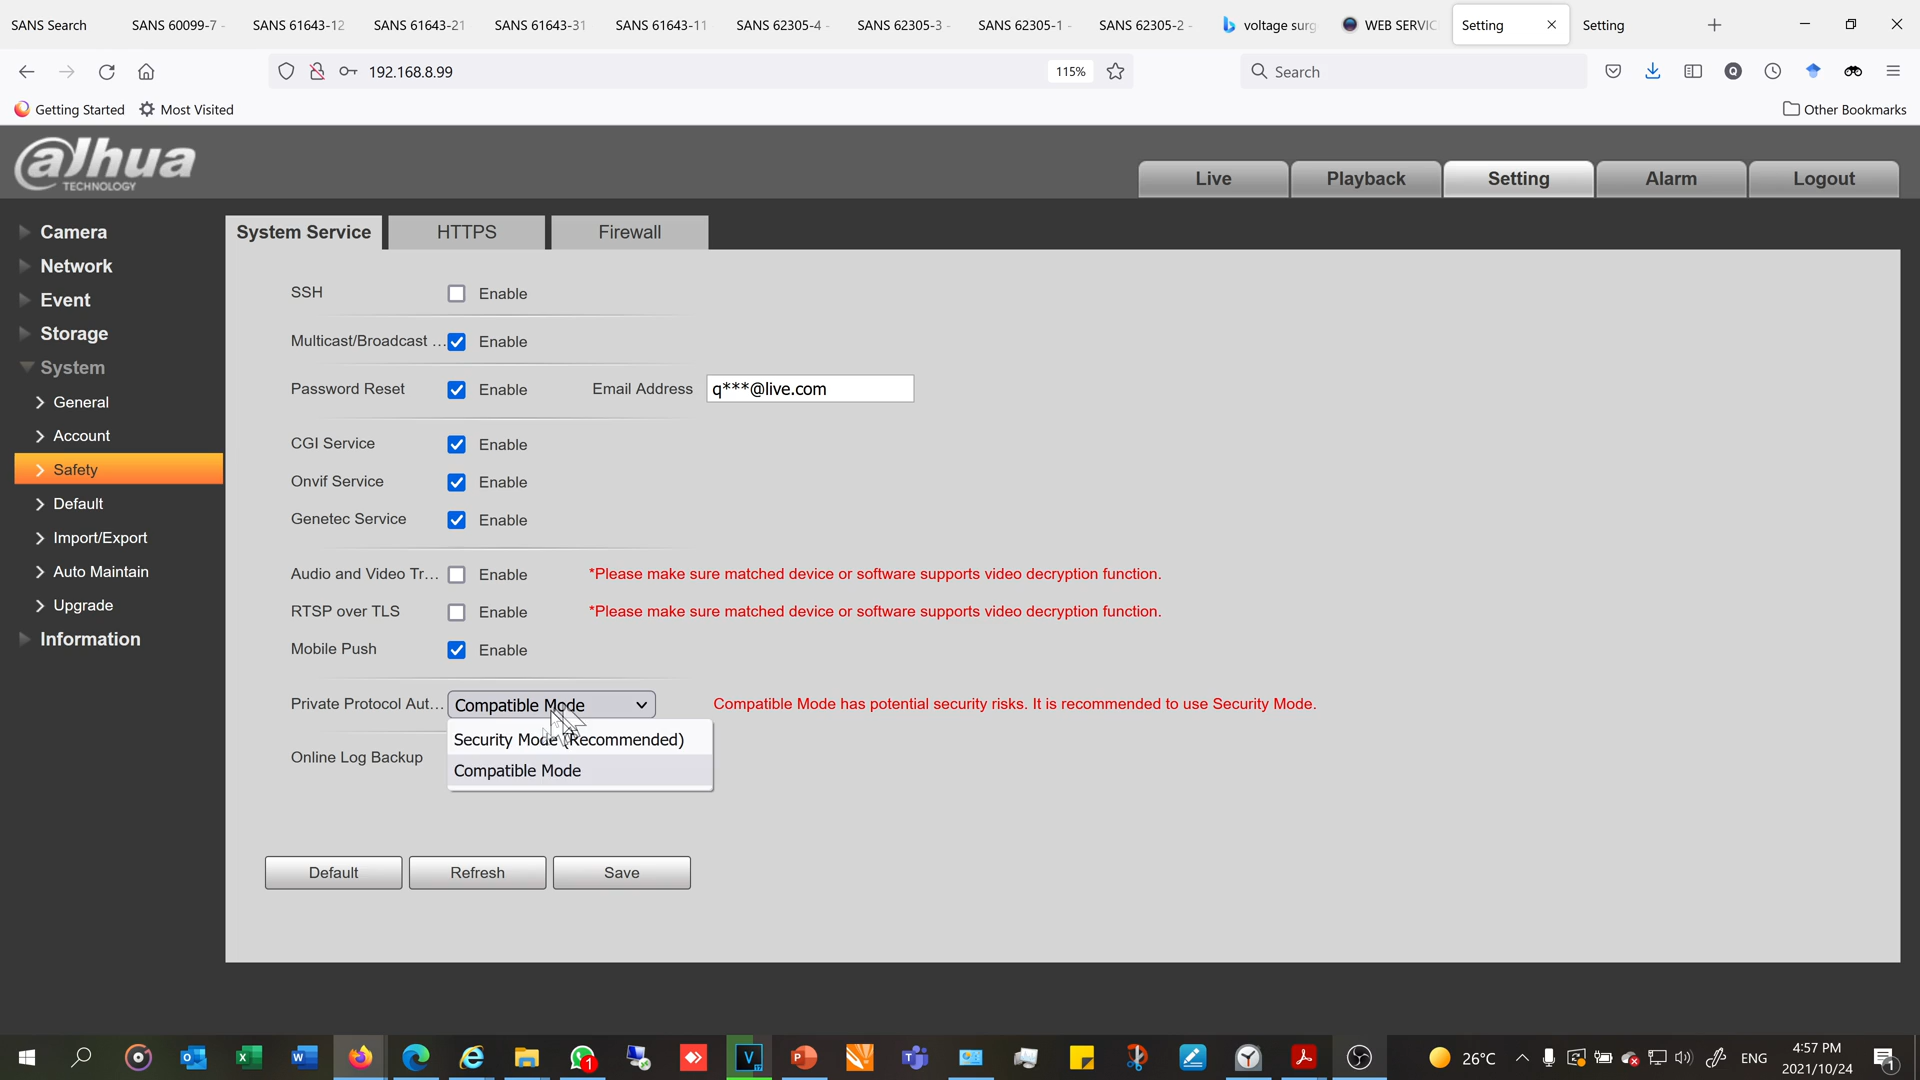 SANS Search
SANS 60099-7
SANS 61643-12
SANS 61643-21
SANS 61643-31
SANS 61643-11
SANS 62305-4
SANS 62305-3
SANS 62305-1
SANS 62305-2
voltage surg
WEB SERVIC
Setting
Setting
192.168.8.99
115%
Search
Getting Started
Most Visited
Other Bookmarks
alhua
TECHNOLOGY
Live
Playback
Setting
Alarm
Logout
Camera
Network
Event
Storage
System
General
Account
Safety
Default
Import/Export
Auto Maintain
Upgrade
Information
System Service
HTTPS
Firewall
SSH Enable
Multicast/Broadcast ... Enable
Password Reset Enable Email Address q***@live.com
CGI Service Enable
Onvif Service Enable
Genetec Service Enable
Audio and Video Tr... Enable *Please make sure matched device or software supports video decryption function.
RTSP over TLS Enable *Please make sure matched device or software supports video decryption function.
Mobile Push Enable
Private Protocol Aut... Compatible Mode Compatible Mode has potential security risks. It is recommended to use Security Mode.
Security Mode (Recommended)
Online Log Backup
Compatible Mode
Default
Refresh
Save
26°C
ENG
4:57 PM
2021/10/24
1
1